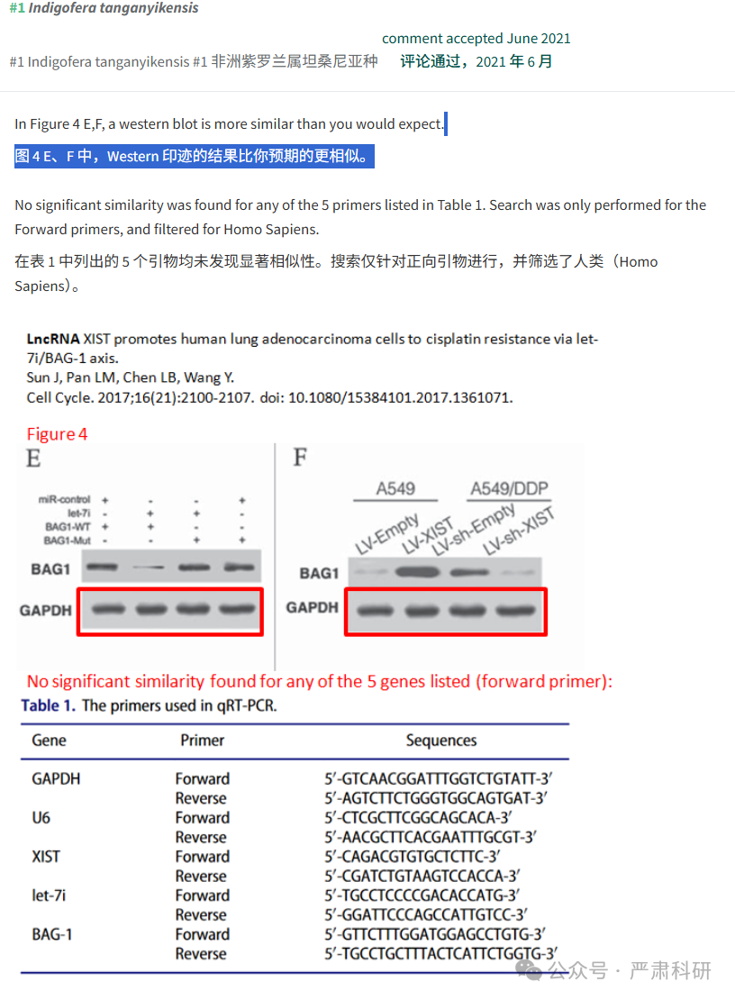 #1 Indigofera tanganyikensis
comment accepted June 2021
#1 Indigofera tanganyikensis #1 非洲紫罗兰属坦桑尼亚种 评论通过，2021 年 6 月
In Figure 4 E,F, a western blot is more similar than you would expect.
图 4 E、F 中，Western 印迹的结果比你预期的更相似。
No significant similarity was found for any of the 5 primers listed in Table 1. Search was only performed for the
Forward primers, and filtered for Homo Sapiens.
在表 1 中列出的 5 个引物均未发现显著相似性。搜索仅针对正向引物进行，并筛选了人类（Homo
Sapiens）。
LncRNA XIST promotes human lung adenocarcinoma cells to cisplatin resistance via let-
7i/BAG-1 axis.
Sun J, Pan LM, Chen LB, Wang Y.
Cell Cycle. 2017;16(21):2100-2107. doi: 10.1080/15384101.2017.1361071.
Figure 4
E
miR-control + - - +
let-7i - + + -
BAG1-WT + + - -
BAG1-Mut - - + +
BAG1
GAPDH
F
A549 A549/DDP
LV-Empty LV-XIST LV-sh-Empty LV-sh-XIST
BAG1
GAPDH
No significant similarity found for any of the 5 genes listed (forward primer):
Table 1. The primers used in qRT-PCR.
Gene Primer Sequences
GAPDH Forward 5′-GTCAACGGATTTGGTCTGTATT-3′
Reverse 5′-AGTCTTCTGGGTGGCAGTGAT-3′
U6 Forward 5′-CTCGCTTCGGCAGCACA-3′
Reverse 5′-AACGCTTCACGAATTTGCGT-3′
XIST Forward 5′-CAGACGTGTGCTCTTC-3′
Reverse 5′-CGATCTGTAAGTCCACCA-3′
let-7i Forward 5′-TGCCTCCCCGACACCATG-3′
Reverse 5′-GGATTCCCAGCCATTGTCC-3′
BAG-1 Forward 5′-GTTCTTTGGATGGAGCCTGTG-3′
Reverse 5′-TGCCTGCTTTACTCATTCTGGTG-3′
公众号 · 严肃科研